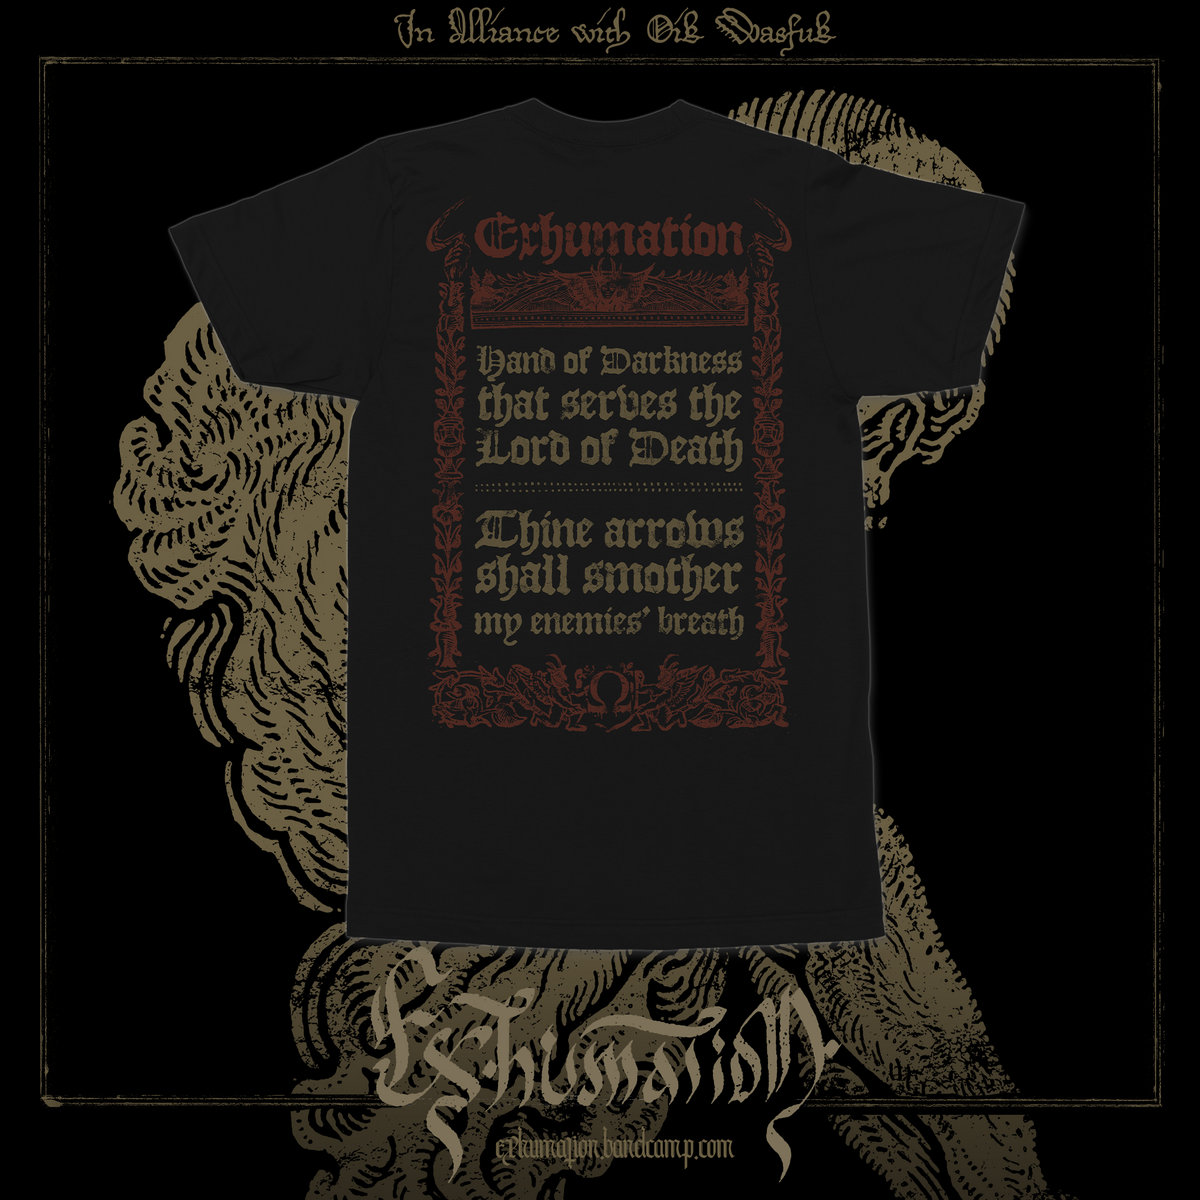 In Alliance with Oik Wasfuk
Exhumation
Hand of Darkness
that serves the
Lord of Death
Thine arrows
shall smother
my enemies' breath
Ω
Exhumation
exhumation.bandcamp.com